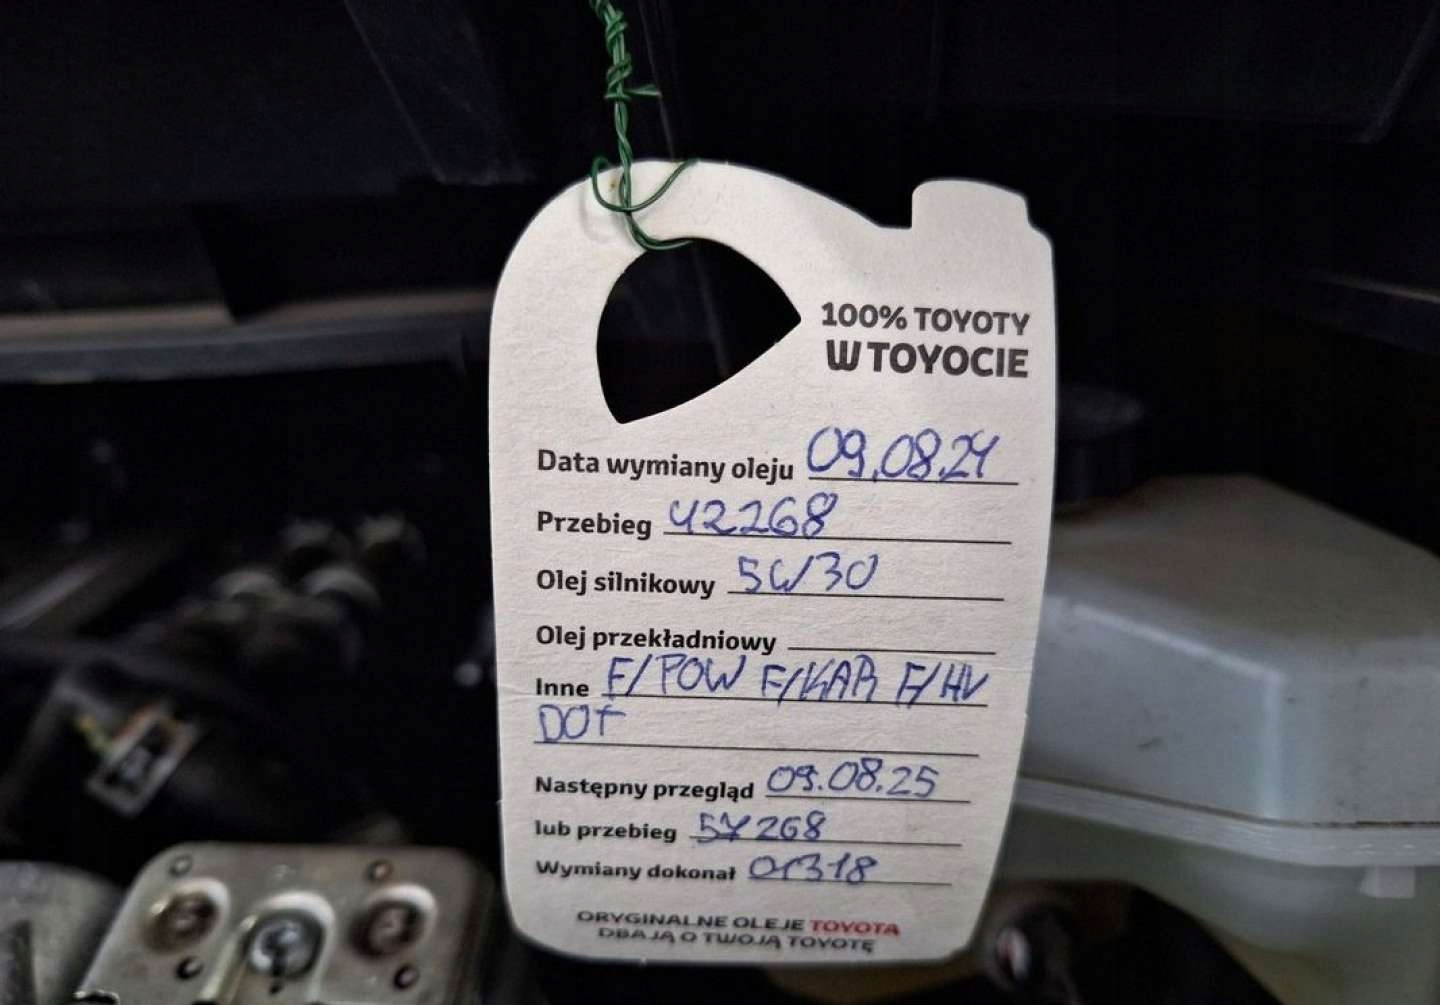 100% TOYOTY
W TOYOCIE
Data wymiany oleju 09.08.24
Przebieg 42268
Olej silnikowy 5W30
Olej przekładniowy
Inne F/POW F/KAB F/HV
DOT
Następny przegląd 09.08.25
lub przebieg 57268
Wymiany dokonał
ORYGINALNE OLEJE TOYOTA
DBAJĄ O TWOJĄ TOYOTĘ